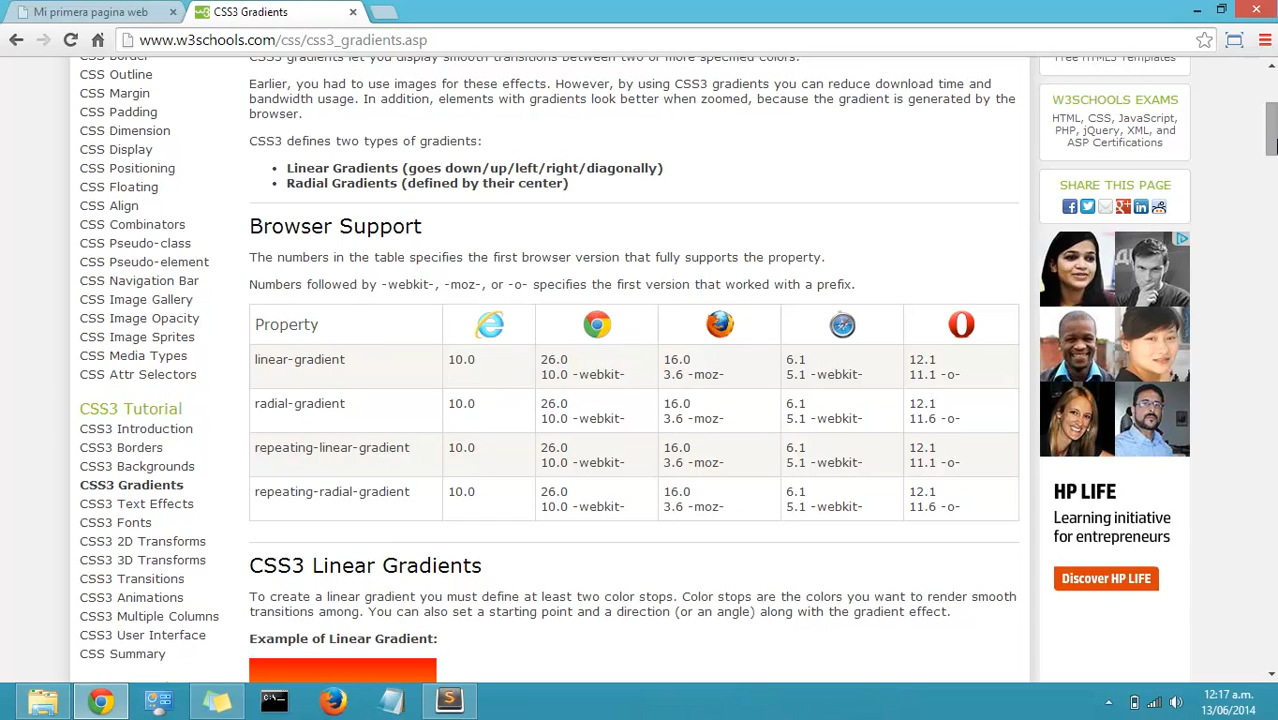 Mi primera pagina web
CSS3 Gradients
www.w3schools.com/css/css3_gradients.asp
CSS Border
CSS Outline
CSS Margin
CSS Padding
CSS Dimension
CSS Display
CSS Positioning
CSS Floating
CSS Align
CSS Combinators
CSS Pseudo-class
CSS Pseudo-element
CSS Navigation Bar
CSS Image Gallery
CSS Image Opacity
CSS Image Sprites
CSS Media Types
CSS Attr Selectors
CSS3 Tutorial
CSS3 Introduction
CSS3 Borders
CSS3 Backgrounds
CSS3 Gradients
CSS3 Text Effects
CSS3 Fonts
CSS3 2D Transforms
CSS3 3D Transforms
CSS3 Transitions
CSS3 Animations
CSS3 Multiple Columns
CSS3 User Interface
CSS Summary
CSS3 gradients let you display smooth transitions between two or more specified colors.
Earlier, you had to use images for these effects. However, by using CSS3 gradients you can reduce download time and
bandwidth usage. In addition, elements with gradients look better when zoomed, because the gradient is generated by the
browser.
CSS3 defines two types of gradients:
• Linear Gradients (goes down/up/left/right/diagonally)
• Radial Gradients (defined by their center)
Browser Support
The numbers in the table specifies the first browser version that fully supports the property.
Numbers followed by -webkit-, -moz-, or -o- specifies the first version that worked with a prefix.
Property
linear-gradient 10.0 26.0 16.0 6.1 12.1
10.0 -webkit- 3.6 -moz- 5.1 -webkit- 11.1 -o-
radial-gradient 10.0 26.0 16.0 6.1 12.1
10.0 -webkit- 3.6 -moz- 5.1 -webkit- 11.6 -o-
repeating-linear-gradient 10.0 26.0 16.0 6.1 12.1
10.0 -webkit- 3.6 -moz- 5.1 -webkit- 11.1 -o-
repeating-radial-gradient 10.0 26.0 16.0 6.1 12.1
10.0 -webkit- 3.6 -moz- 5.1 -webkit- 11.6 -o-
CSS3 Linear Gradients
To create a linear gradient you must define at least two color stops. Color stops are the colors you want to render smooth
transitions among. You can also set a starting point and a direction (or an angle) along with the gradient effect.
Example of Linear Gradient:
Free HTML5 Templates
W3SCHOOLS EXAMS
HTML, CSS, JavaScript,
PHP, jQuery, XML, and
ASP Certifications
SHARE THIS PAGE
HP LIFE
Learning initiative
for entrepreneurs
Discover HP LIFE
12:17 a.m.
13/06/2014